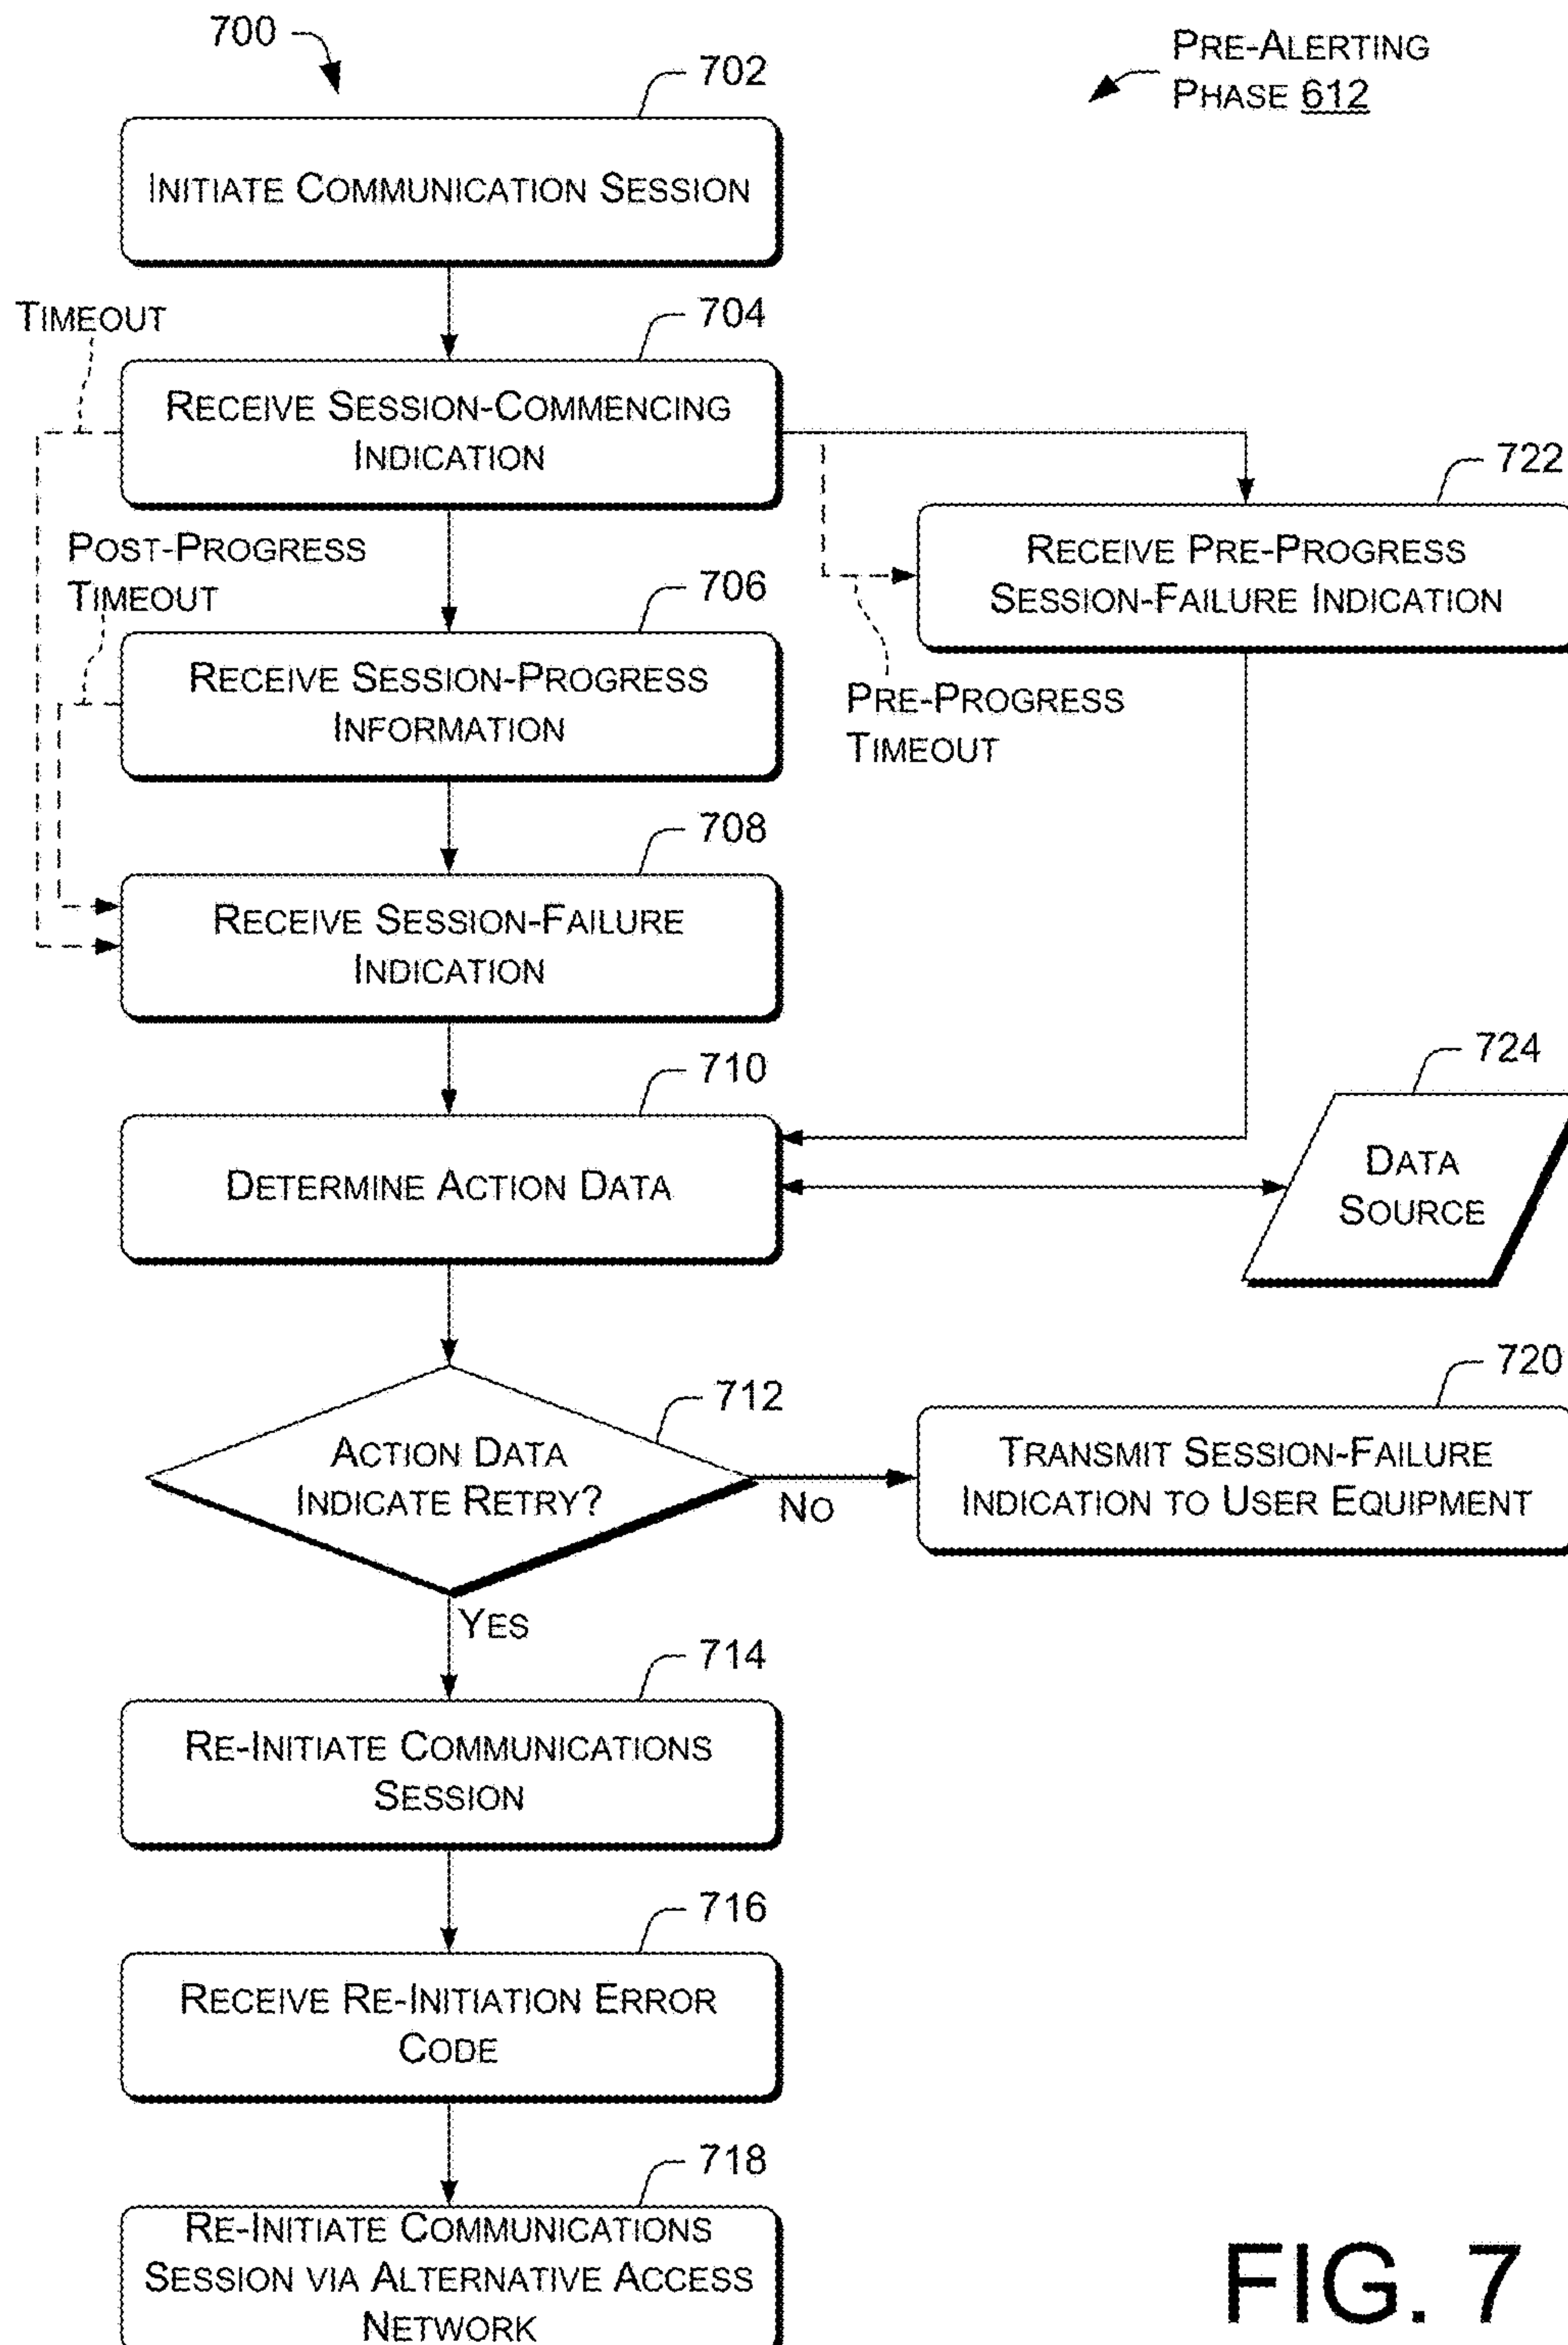 700
PRE-ALERTING
PHASE 612
702
INITIATE COMMUNICATION SESSION
TIMEOUT
704
RECEIVE SESSION-COMMENCING
INDICATION
722
RECEIVE PRE-PROGRESS
SESSION-FAILURE INDICATION
POST-PROGRESS
TIMEOUT
706
RECEIVE SESSION-PROGRESS
INFORMATION
PRE-PROGRESS
TIMEOUT
708
RECEIVE SESSION-FAILURE
INDICATION
710
DETERMINE ACTION DATA
724
DATA
SOURCE
712
ACTION DATA
INDICATE RETRY?
NO
720
TRANSMIT SESSION-FAILURE
INDICATION TO USER EQUIPMENT
YES
714
RE-INITIATE COMMUNICATIONS
SESSION
716
RECEIVE RE-INITIATION ERROR
CODE
718
RE-INITIATE COMMUNICATIONS
SESSION VIA ALTERNATIVE ACCESS
NETWORK
FIG. 7